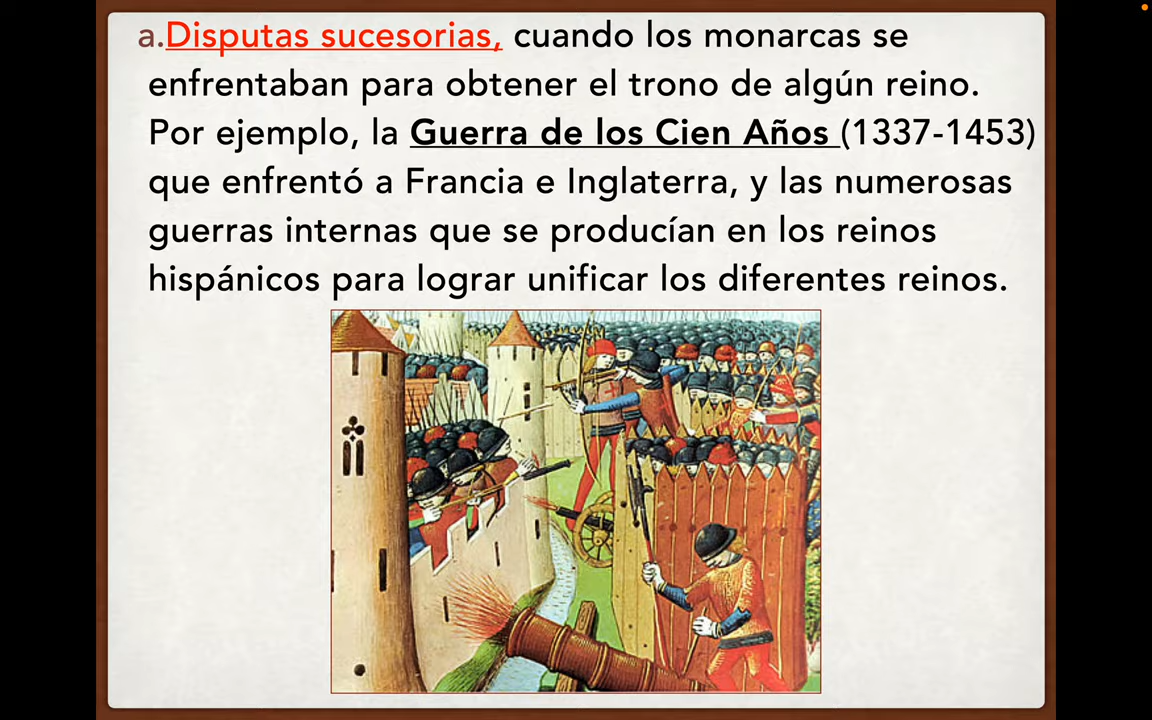 a.Disputas sucesorias, cuando los monarcas se
enfrentaban para obtener el trono de algún reino.
Por ejemplo, la Guerra de los Cien Años (1337-1453)
que enfrentó a Francia e Inglaterra, y las numerosas
guerras internas que se producían en los reinos
hispánicos para lograr unificar los diferentes reinos.